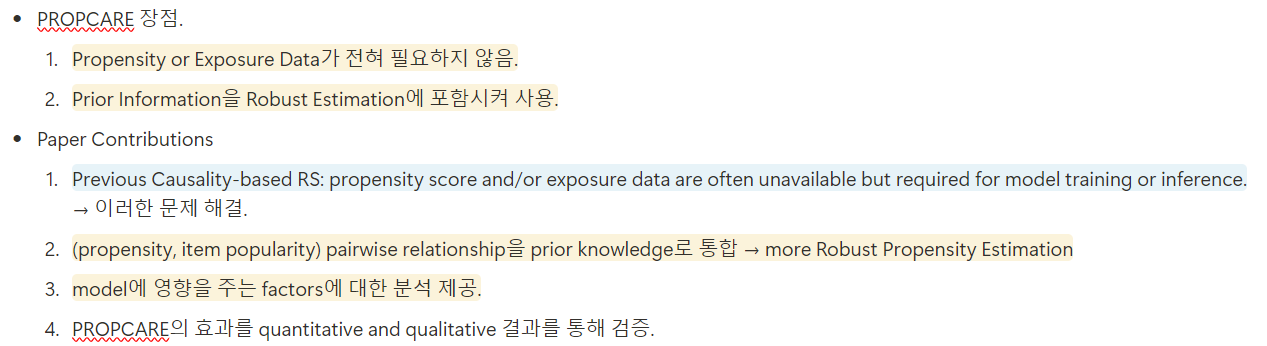 • PROPCARE 장점.
1. Propensity or Exposure Data가 전혀 필요하지 않음.
2. Prior Information을 Robust Estimation에 포함시켜 사용.
• Paper Contributions
1. Previous Causality-based RS: propensity score and/or exposure data are often unavailable but required for model training or inference.
→ 이러한 문제 해결.
2. (propensity, item popularity) pairwise relationship을 prior knowledge로 통합 → more Robust Propensity Estimation
3. model에 영향을 주는 factors에 대한 분석 제공.
4. PROPCARE의 효과를 quantitative and qualitative 결과를 통해 검증.